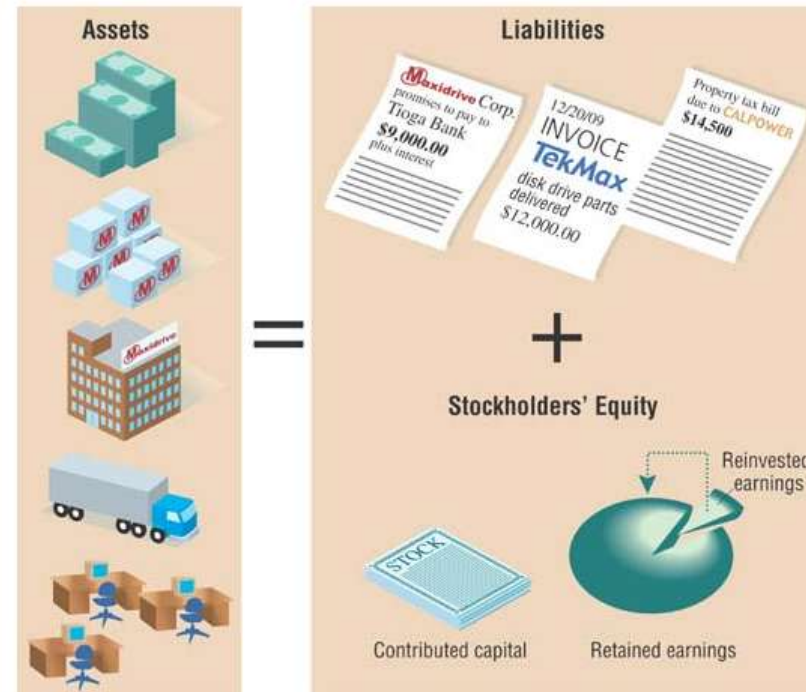 Assets
Maxidrive
=
Liabilities
Maxidrive Corp.
promises to pay to
Tioga Bank
$9,000.00
plus interest
12/20/09
INVOICE
TekMax
disk drive parts
delivered
$12,000.00
Property tax bill
due to CALPOWER
$14,500
+
Stockholders' Equity
Reinvested
earnings
STOCK
Contributed capital
Retained earnings